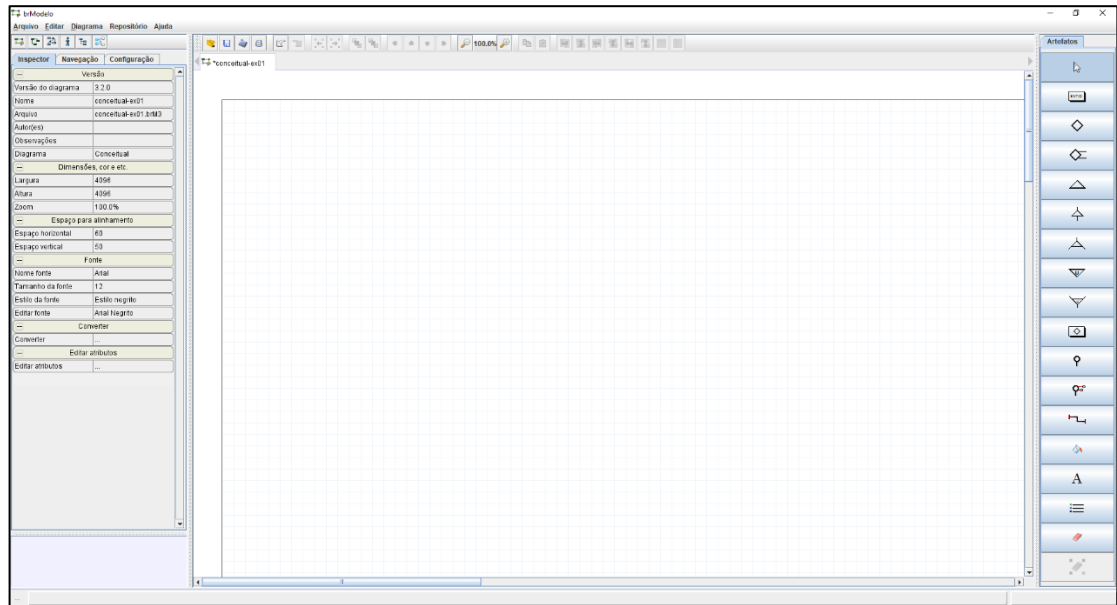 brModelo
Arquivo Editar Diagrama Repositório Ajuda
100.0%
Artefatos
Inspector Navegação Configuração
*conceitual-ex01
Versão
Versão do diagrama 3.2.0
Nome conceitual-ex01
Arquivo conceitual-ex01.brM3
Autor(es)
Observações
Diagrama Conceitual
Dimensões, cor e etc.
Largura 4096
Altura 4096
Zoom 100.0%
Espaço para alinhamento
Espaço horizontal 60
Espaço vertical 50
Fonte
Nome fonte Arial
Tamanho da fonte 12
Estilo da fonte Estilo negrito
Editar fonte Arial Negrito
Converter
Converter ...
Editar atributos
Editar atributos ...
A
...